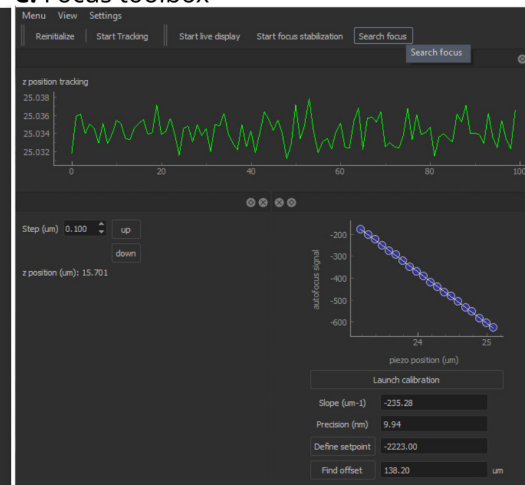 C. Focus toolbox
Menu View Settings
Reinitialize Start Tracking Start live display Start focus stabilization Search focus
Search focus
z position tracking
25.038
25.036
25.034
25.032
0 20 40 60 80 100
Step (um) 0.100 up
down
z position (um): 15.701
autofocus signal
-200
-300
-400
-500
-600
24 25
piezo position (um)
Launch calibration
Slope (um-1) -235.28
Precision (nm) 9.94
Define setpoint -2223.00
Find offset 138.20 um